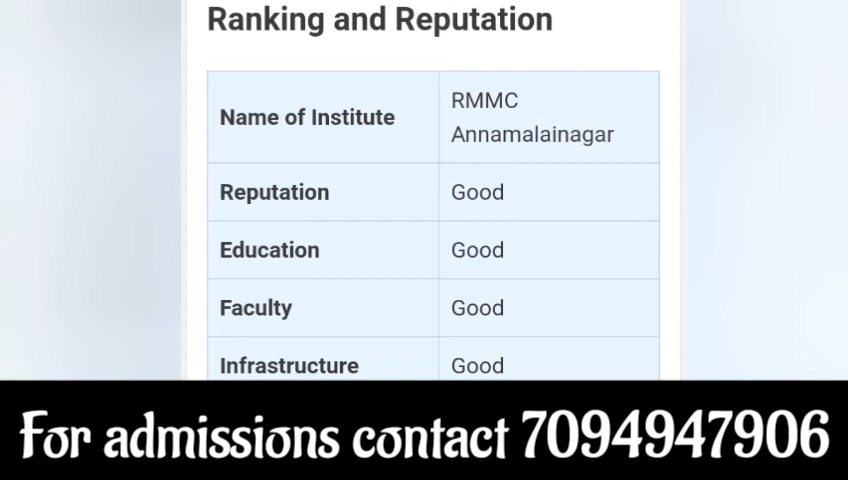 Ranking and Reputation
Name of Institute
RMMC
Annamalainagar
Reputation Good
Education Good
Faculty Good
Infrastructure Good
For admissions contact 7094947906